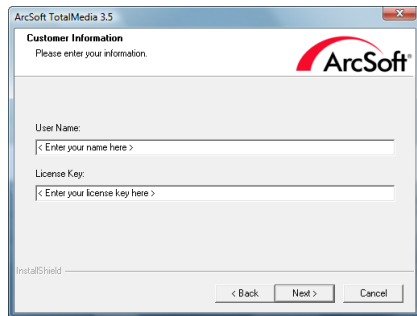 ArcSoft TotalMedia 3.5
Customer Information
Please enter your information.
ArcSoft®
User Name:
< Enter your name here >
License Key:
< Enter your license key here >
InstallShield
< Back
Next >
Cancel